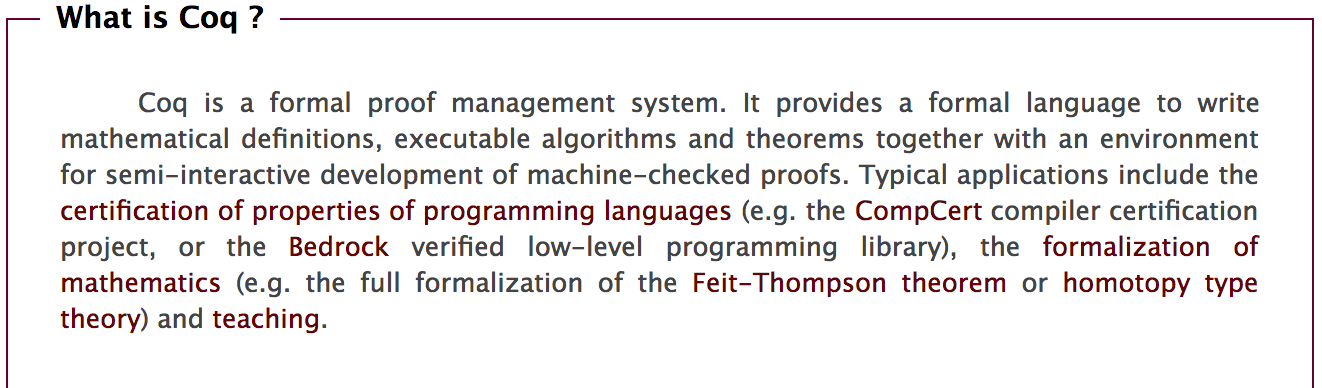 What is Coq ?
Coq is a formal proof management system. It provides a formal language to write
mathematical definitions, executable algorithms and theorems together with an environment
for semi-interactive development of machine-checked proofs. Typical applications include the
certification of properties of programming languages (e.g. the CompCert compiler certification
project, or the Bedrock verified low-level programming library), the formalization of
mathematics (e.g. the full formalization of the Feit-Thompson theorem or homotopy type
theory) and teaching.